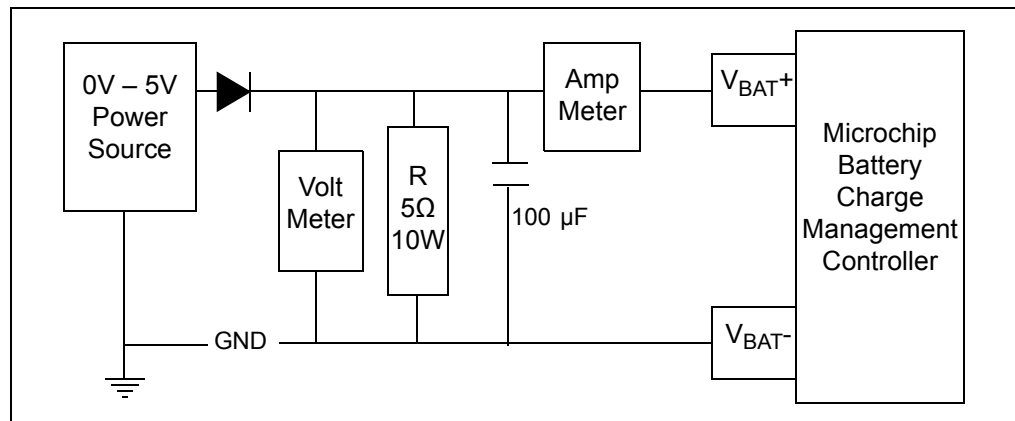 0V – 5V
Power
Source
Volt
Meter
R
5Ω
10W
100 µF
Amp
Meter
VBAT+
VBAT-
GND
Microchip
Battery
Charge
Management
Controller